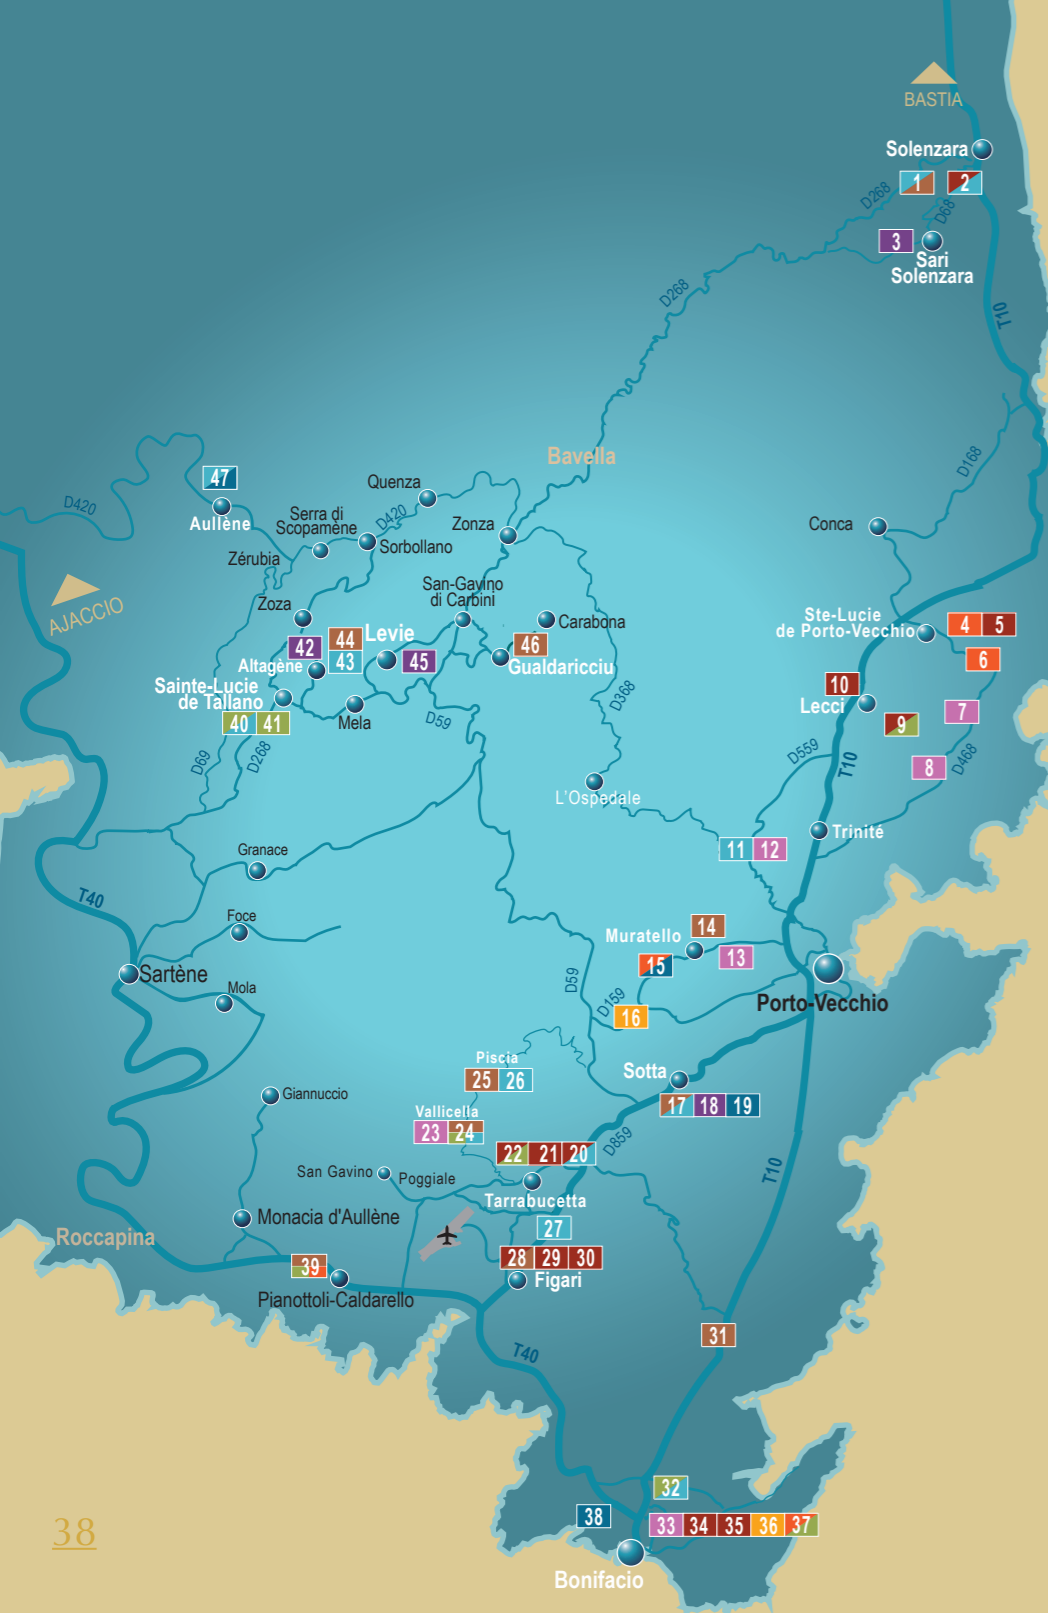 BASTIA
Solenzara
1
2
D268
D68
3
Sari
Solenzara
D268
T10
Bavella
D168
47
Aullène
D420
Quenza
Serra di
Scopamène
D420
Zonza
Conca
Sorbollano
Zérubia
AJACCIO
San-Gavino
di Carbini
Zoza
Carabona
Ste-Lucie
de Porto-Vecchio
4
5
6
42
44
43
Levie
45
46
Gualdaricciu
Altagène
Sainte-Lucie
de Tallano
40
41
Mela
D59
D368
10
Lecci
9
7
8
D468
D69
D268
D559
T10
L'Ospedale
Trinité
11
12
Granace
T40
Foce
14
Muratello
13
15
Sartène
Mola
D59
D159
16
Porto-Vecchio
Piscia
25
26
Sotta
17
18
19
Giannuccio
Vallicella
23
24
22
21
20
D859
T10
San Gavino
Poggiale
Tarrabucetta
27
Monacia d'Aullène
Roccapina
39
28
29
30
Figari
Pianottoli-Caldarello
31
T40
32
38
33
34
35
36
37
38
Bonifacio